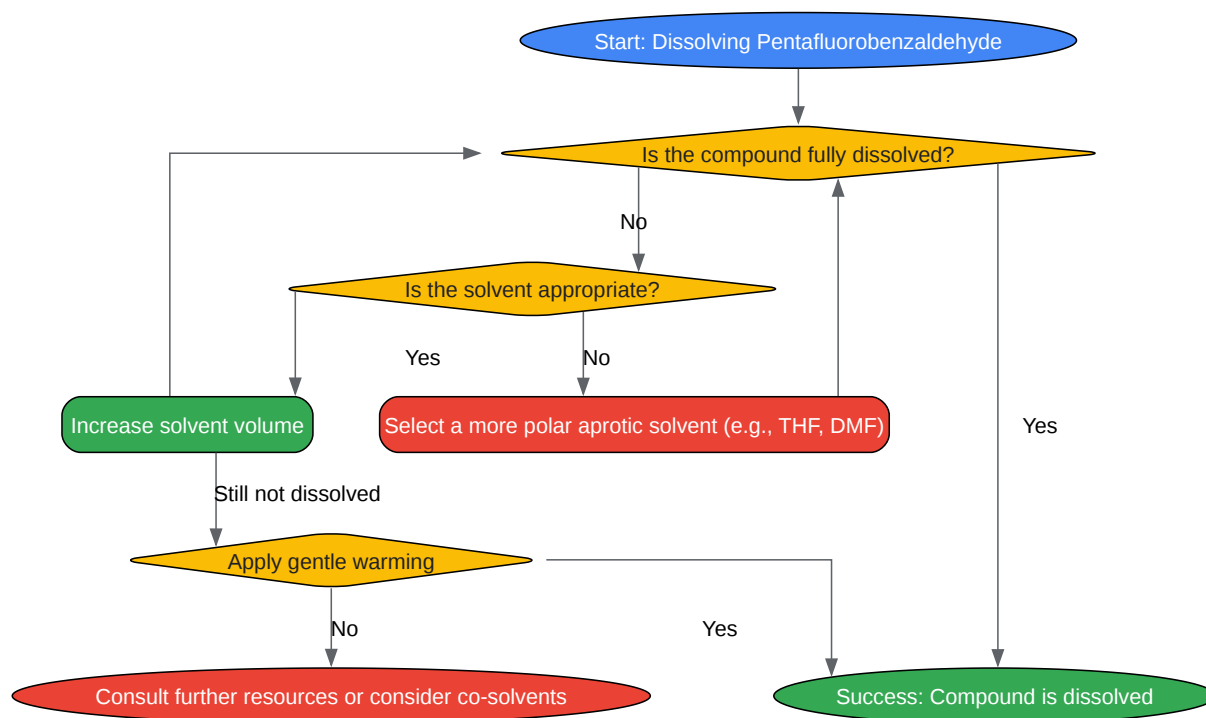 Start: Dissolving Pentafluorobenzaldehyde
Is the compound fully dissolved?
No
Is the solvent appropriate?
Yes
No
Increase solvent volume
Select a more polar aprotic solvent (e.g., THF, DMF)
Yes
Still not dissolved
Apply gentle warming
No
Yes
Consult further resources or consider co-solvents
Success: Compound is dissolved